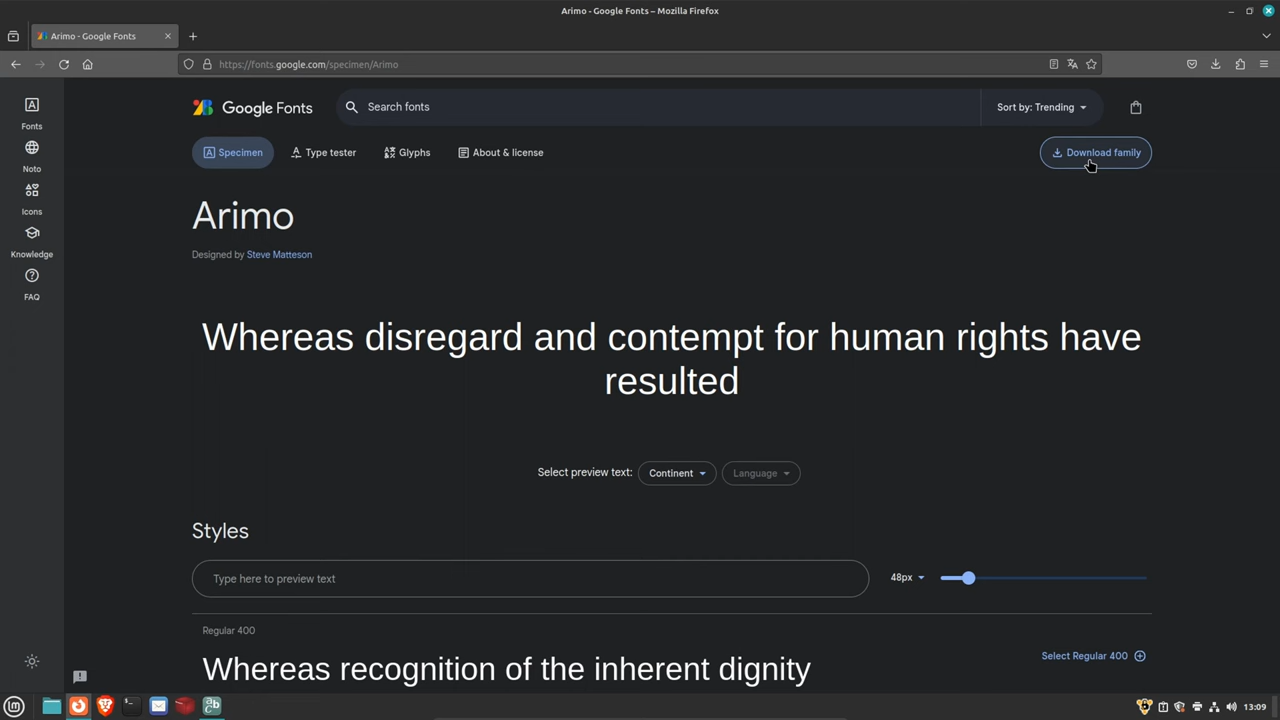 Arimo - Google Fonts – Mozilla Firefox
Arimo - Google Fonts
https://fonts.google.com/specimen/Arimo
Google Fonts
Search fonts
Sort by: Trending
Fonts
Noto
Icons
Knowledge
FAQ
Specimen
Type tester
Glyphs
About & license
Download family
Arimo
Designed by Steve Matteson
Whereas disregard and contempt for human rights have
resulted
Select preview text:
Continent
Language
Styles
Type here to preview text
48px
Regular 400
Select Regular 400
Whereas recognition of the inherent dignity
13:09